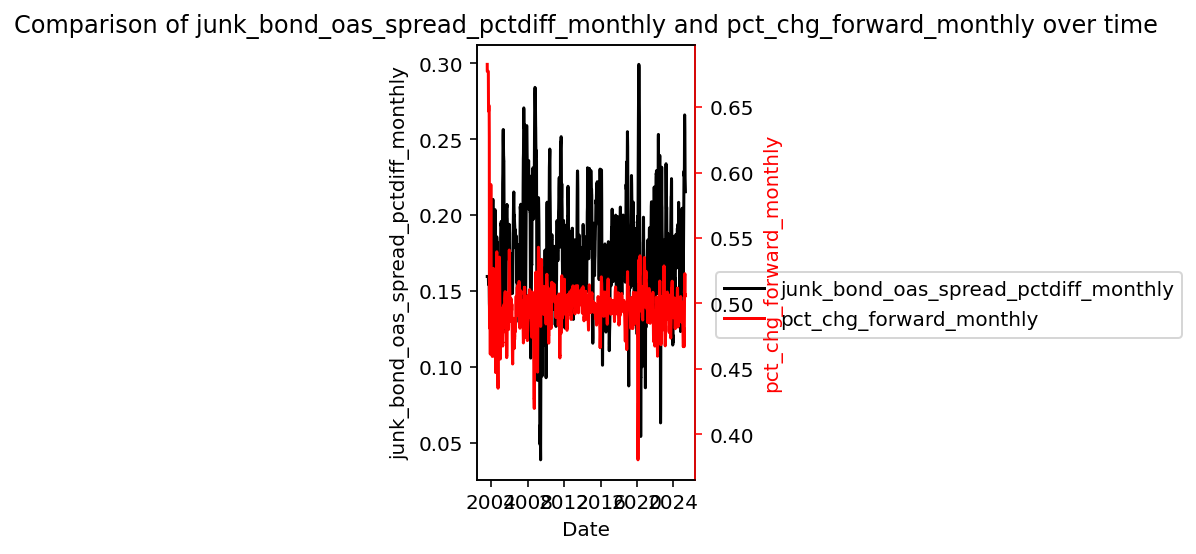 Comparison of junk_bond_oas_spread_pctdiff_monthly and pct_chg_forward_monthly over time
junk_bond_oas_spread_pctdiff_monthly
0.30
0.25
0.20
0.15
0.10
0.05
0.65
0.60
0.55
0.50
0.45
0.40
pct_chg_forward_monthly
junk_bond_oas_spread_pctdiff_monthly
pct_chg_forward_monthly
2004 2008 2012 2016 2020 2024
Date